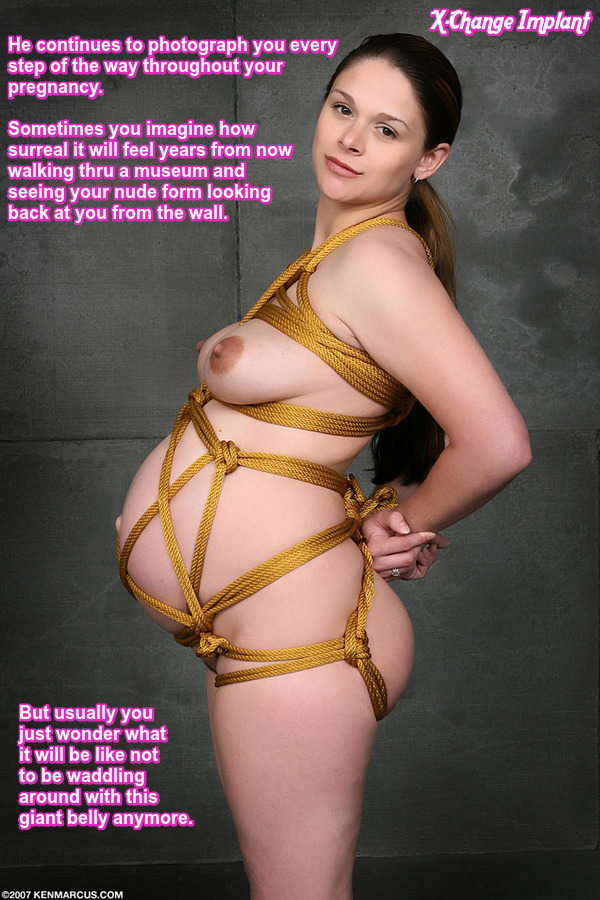 X-Change Implant
He continues to photograph you every
step of the way throughout your
pregnancy.
Sometimes you imagine how
surreal it will feel years from now
walking thru a museum and
seeing your nude form looking
back at you from the wall.
But usually you
just wonder what
it will be like not
to be waddling
around with this
giant belly anymore.
©2007 KENMARCUS.COM